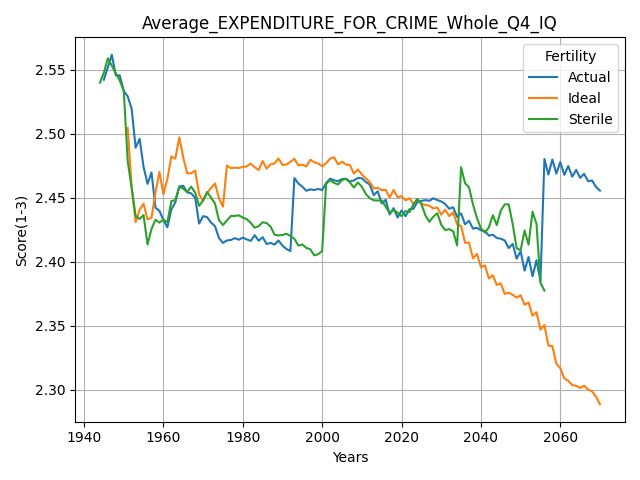 Average_EXPENDITURE_FOR_CRIME_Whole_Q4_IQ
Fertility
Actual
Ideal
Sterile
Score(1-3)
2.55
2.50
2.45
2.40
2.35
2.30
1940 1960 1980 2000 2020 2040 2060
Years